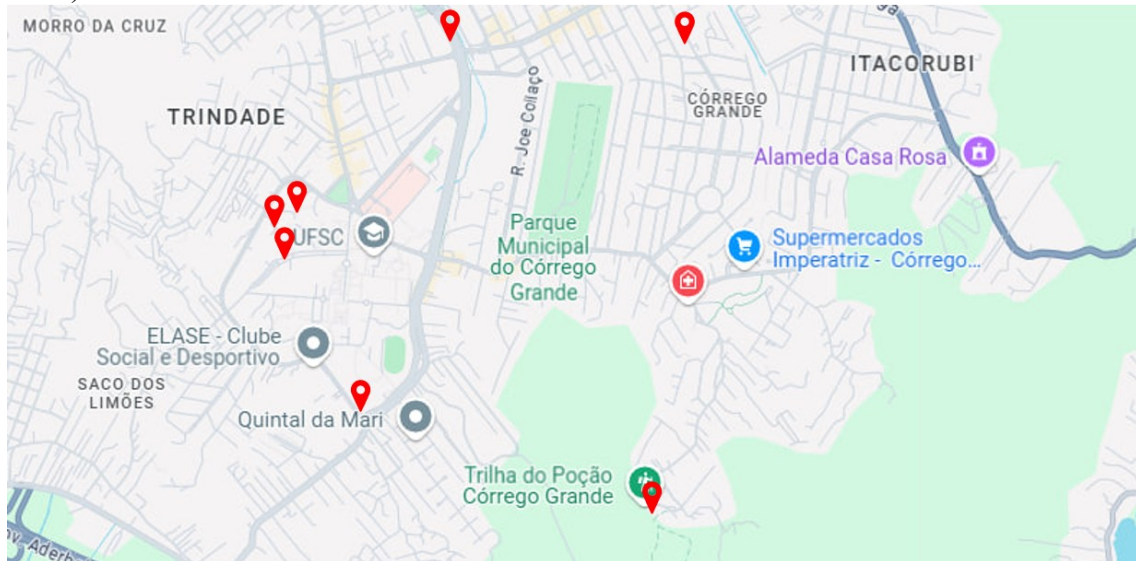 MORRO DA CRUZ
ITACORUBI
TRINDADE
CÓRREGO
GRANDE
R. Joe Collaço
Alameda Casa Rosa
UFSC
Parque
Municipal
do Córrego
Grande
Supermercados
Imperatriz - Córrego...
ELASE - Clube
Social e Desportivo
SACO DOS
LIMÕES
Quintal da Mari
Trilha do Poção
Córrego Grande